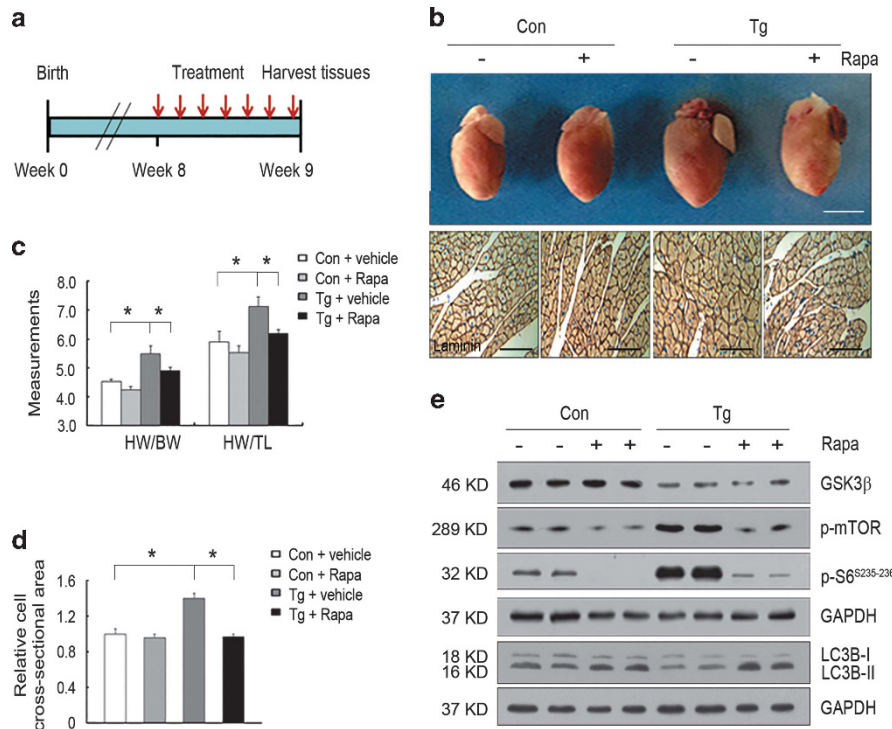 a
Birth
Treatment
Harvest tissues
Week 0
Week 8
Week 9
b
Con
Tg
- + - + Rapa
Laminin
c
Con + vehicle
Con + Rapa
Tg + vehicle
Tg + Rapa
Measurements
8.0
7.0
6.0
5.0
4.0
3.0
* * * *
HW/BW
HW/TL
d
Con + vehicle
Con + Rapa
Tg + vehicle
Tg + Rapa
Relative cell
cross-sectional area
1.6
1.2
0.8
0.4
0
* *
e
Con
Tg
- - + + - - + + Rapa
46 KD GSK3β
289 KD p-mTOR
32 KD p-S6S235-236
37 KD GAPDH
18 KD LC3B-I
16 KD LC3B-II
37 KD GAPDH